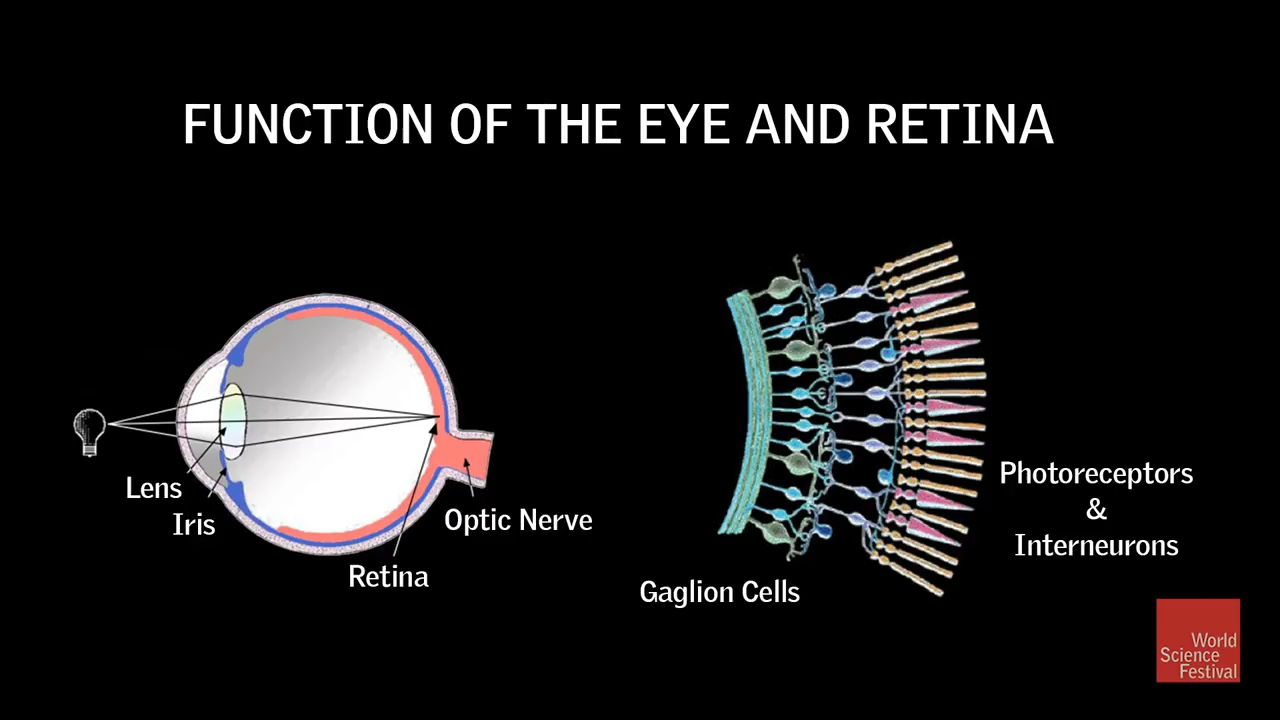 FUNCTION OF THE EYE AND RETINA
Lens
Iris
Retina
Optic Nerve
Gaglion Cells
Photoreceptors
&
Interneurons
World
Science
Festival